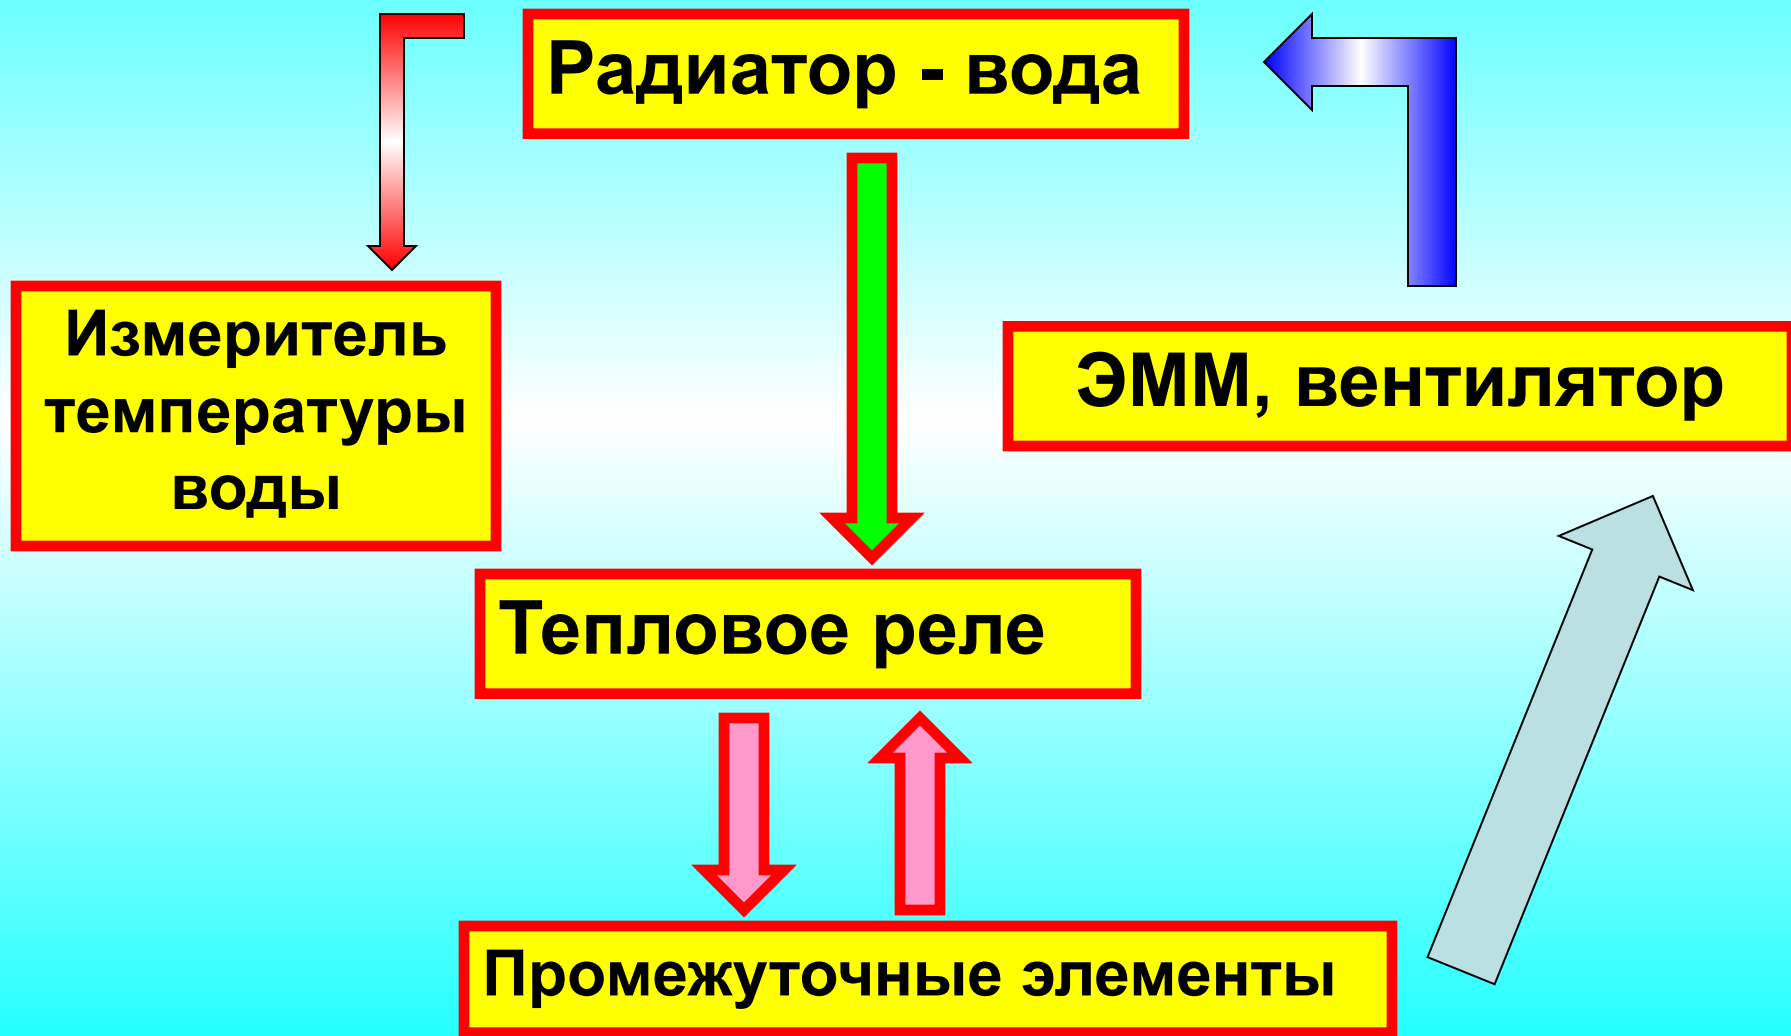 Радиатор - вода
Измеритель
температуры
воды
ЭММ, вентилятор
Тепловое реле
Промежуточные элементы